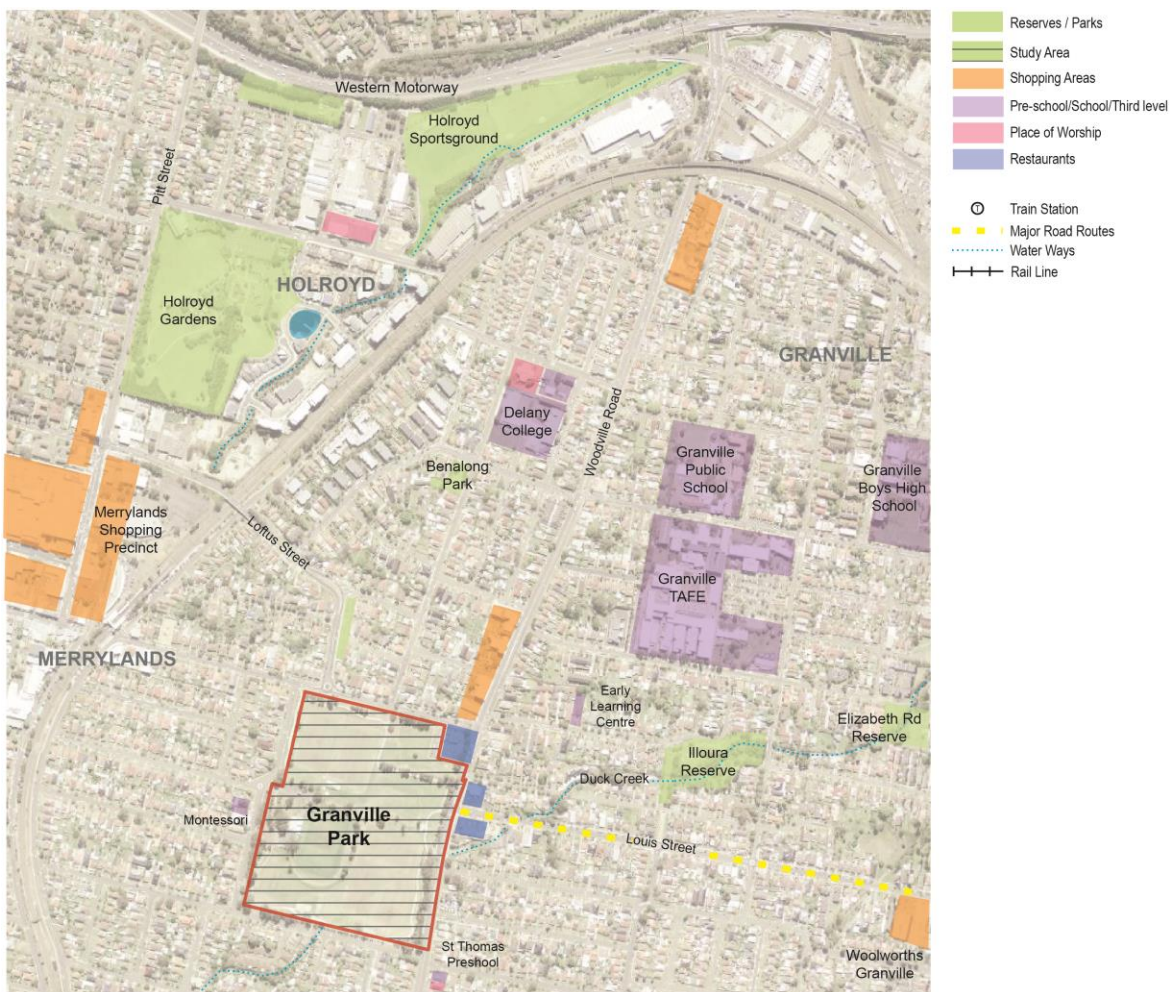 Western Motorway
Holroyd
Sportsground
Pitt Street
HOLROYD
Holroyd
Gardens
GRANVILLE
Delany
College
Woodville Road
Benalong
Park
Granville
Public
School
Granville
Boys High
School
Merrylands
Shopping
Precinct
Loftus Street
Granville
TAFE
MERRYLANDS
Early
Learning
Centre
Elizabeth Rd
Reserve
Illoura
Reserve
Duck Creek
Montessori
Granville
Park
Louis Street
St Thomas
Preshool
Woolworths
Granville
Reserves / Parks
Study Area
Shopping Areas
Pre-school/School/Third level
Place of Worship
Restaurants
T
Train Station
Major Road Routes
Water Ways
Rail Line